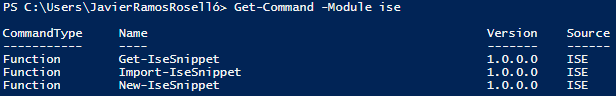 PS C:\Users\JavierRamosRoselló> Get-Command -Module ise
CommandType     Name                                               Version    Source
-----------     ----                                               -------    ------
Function        Get-IseSnippet                                     1.0.0.0    ISE
Function        Import-IseSnippet                                  1.0.0.0    ISE
Function        New-IseSnippet                                     1.0.0.0    ISE